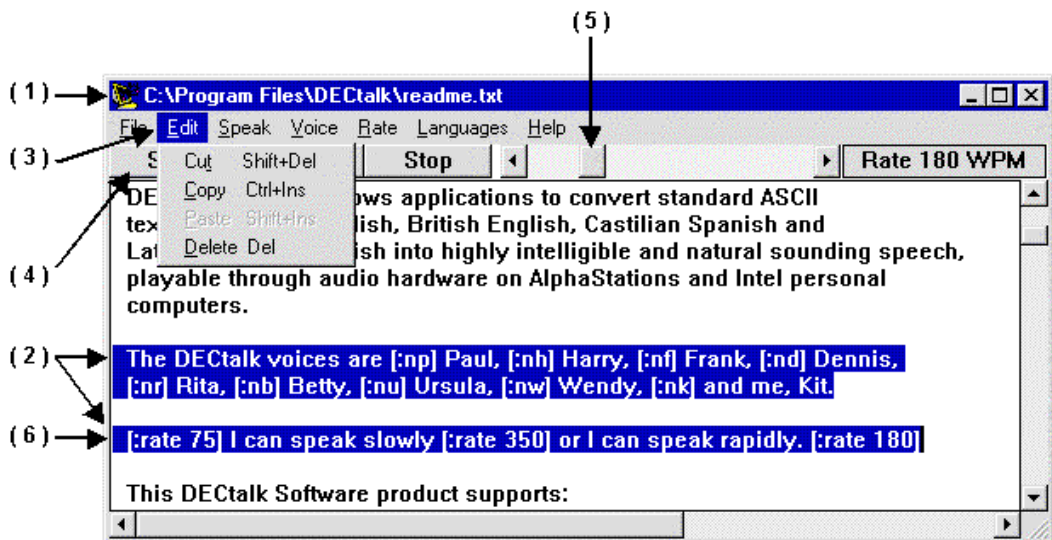 ( 5 )
( 1 )
C:\Program Files\DECtalk\readme.txt
File Edit Speak Voice Rate Languages Help
( 3 )
S Stop Rate 180 WPM
Cut Shift+Del
Copy Ctrl+Ins
Paste Shift+Ins
Delete Del
DE ows applications to convert standard ASCII
tex lish, British English, Castilian Spanish and
Lat ish into highly intelligible and natural sounding speech,
( 4 )
playable through audio hardware on AlphaStations and Intel personal
computers.
( 2 )
The DECtalk voices are [:np] Paul, [:nh] Harry, [:nf] Frank, [:nd] Dennis,
[:nr] Rita, [:nb] Betty, [:nu] Ursula, [:nw] Wendy, [:nk] and me, Kit.
( 6 )
[:rate 75] I can speak slowly [:rate 350] or I can speak rapidly. [:rate 180]
This DECtalk Software product supports: